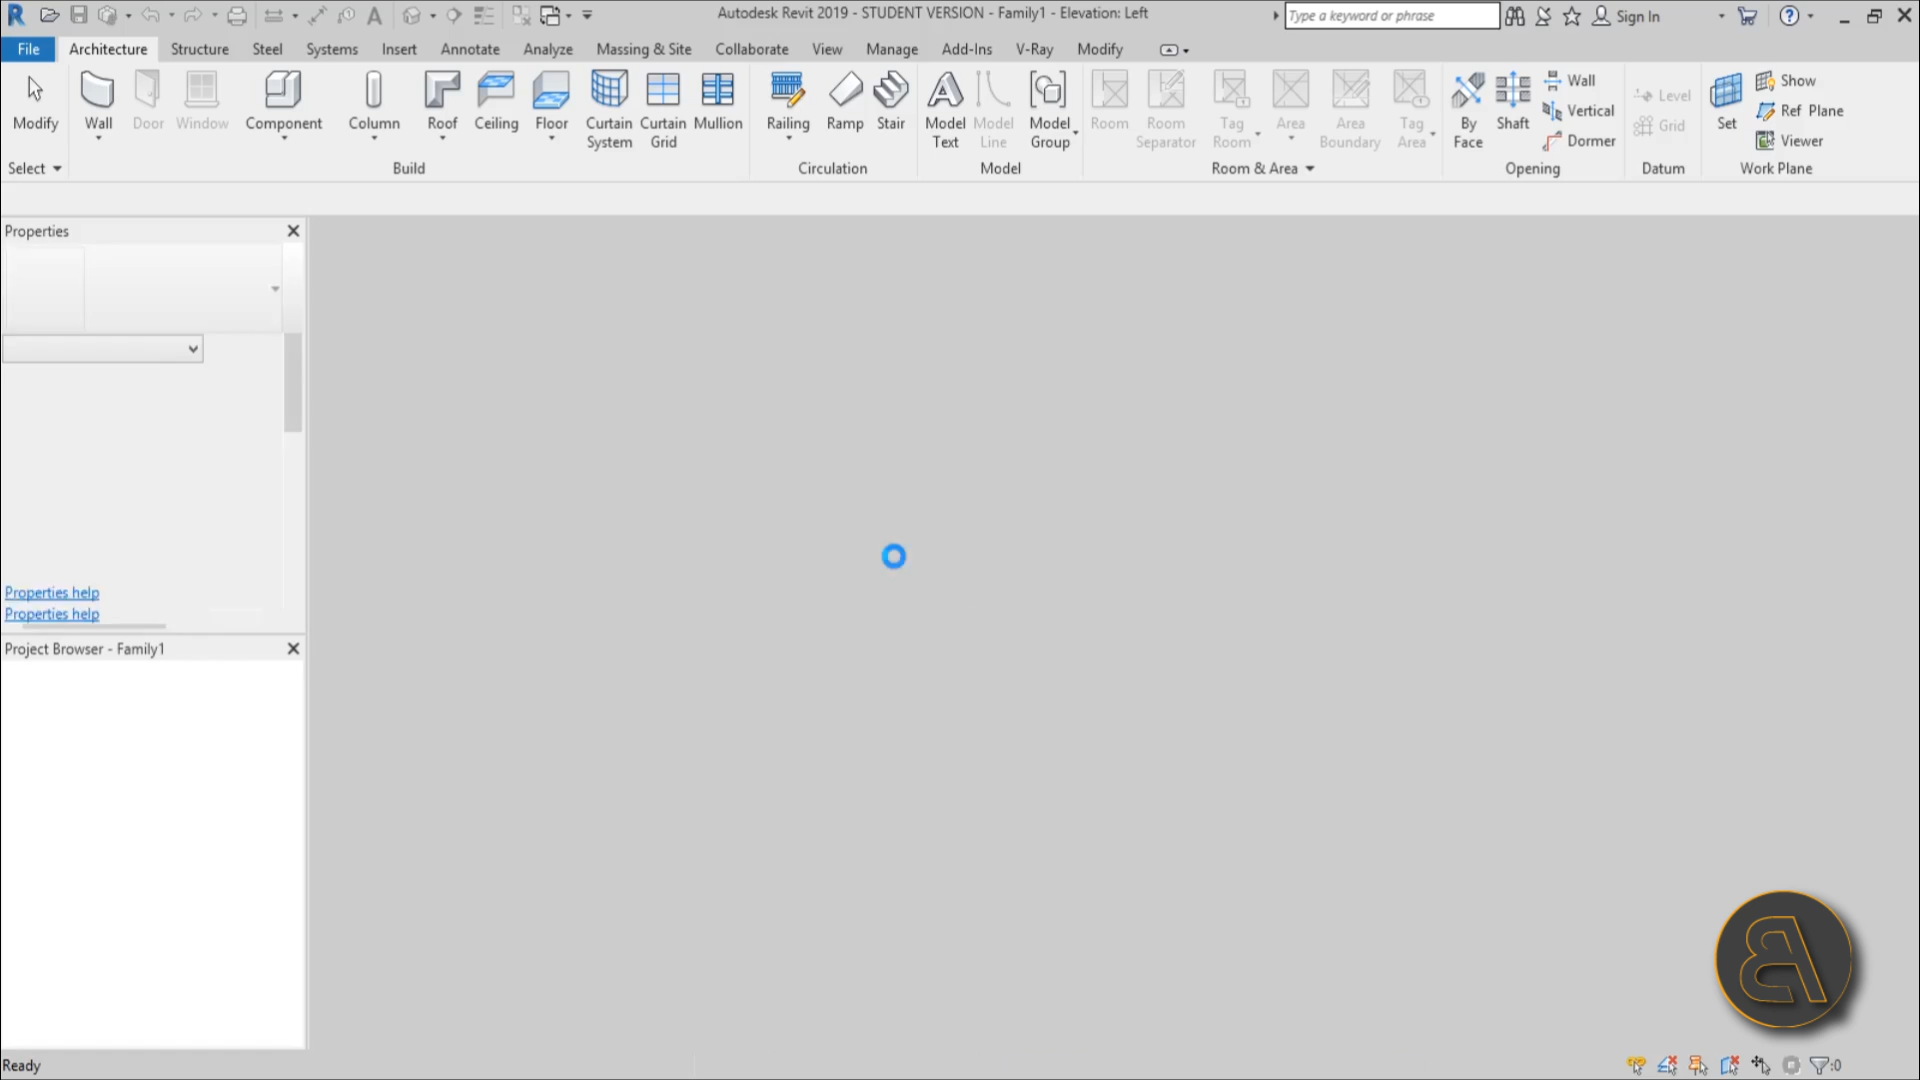 Autodesk Revit 2019 - STUDENT VERSION - Family1 - Elevation: Left
Type a keyword or phrase
Sign In
File Architecture Structure Steel Systems Insert Annotate Analyze Massing & Site Collaborate View Manage Add-Ins V-Ray Modify
Modify
Wall
Door
Window
Component
Column
Roof
Ceiling
Floor
Curtain System
Curtain Grid
Mullion
Railing
Ramp
Stair
Model Text
Model Line
Model Group
Room
Room Separator
Tag Room
Area
Area Boundary
Tag Area
By Face
Shaft
Wall
Vertical
Dormer
Level
Grid
Set
Show
Ref Plane
Viewer
Select
Build
Circulation
Model
Room & Area
Opening
Datum
Work Plane
Properties
Properties help
Properties help
Project Browser - Family1
Ready
:0